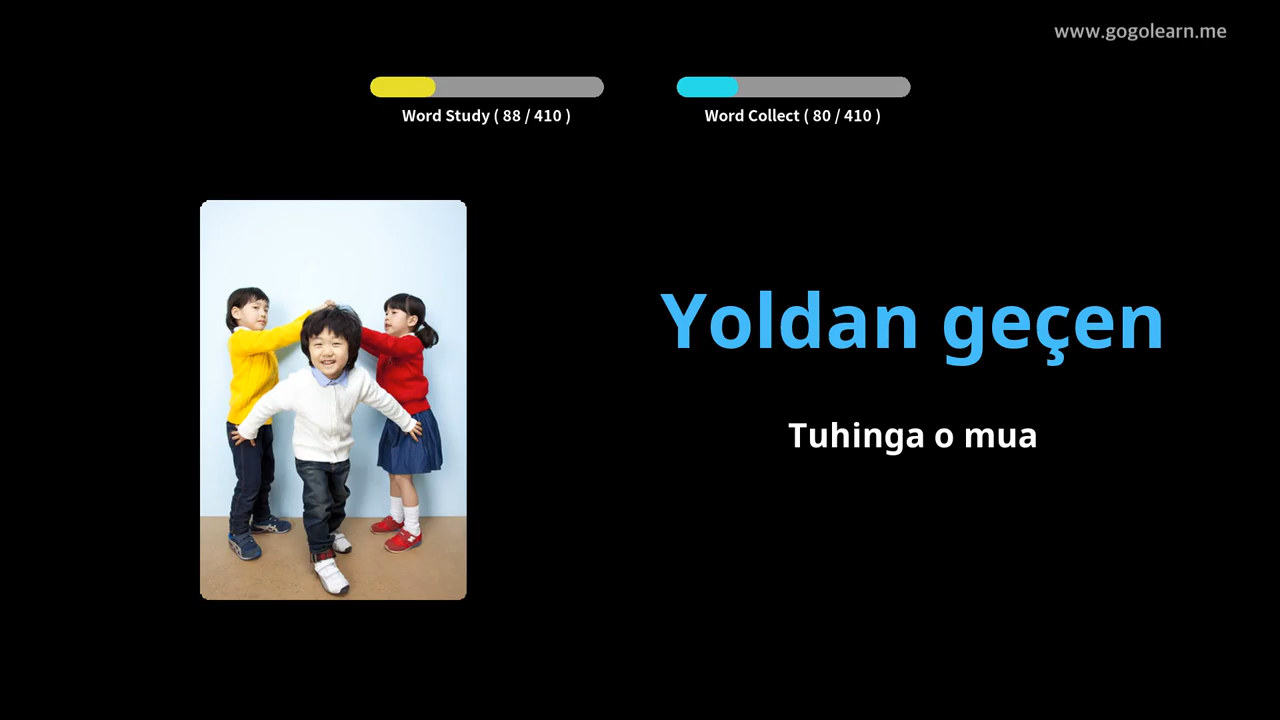 www.gogolearn.me
Word Study ( 88 / 410 )
Word Collect ( 80 / 410 )
Yoldan geçen
Tuhinga o mua